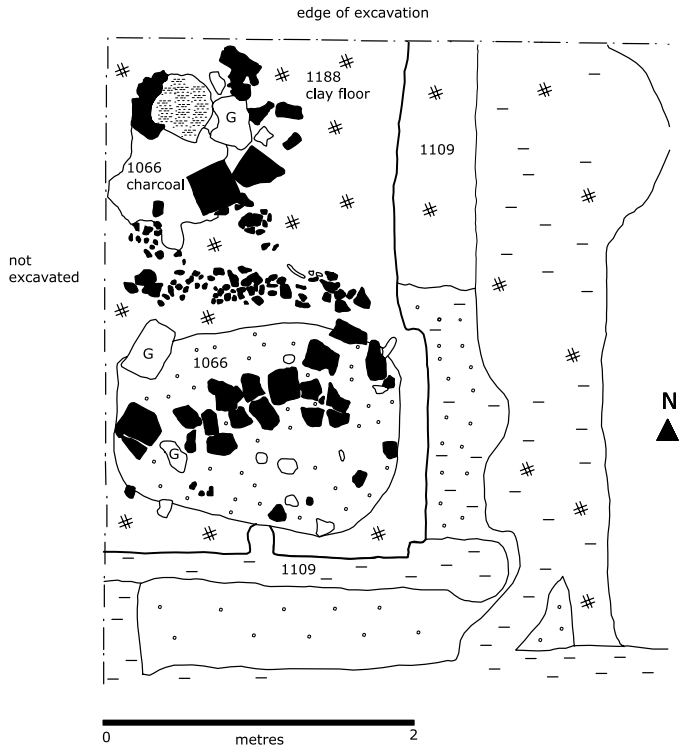 edge of excavation
1188
clay floor
G
1109
1066
charcoal
not
excavated
G
1066
N
G
1109
0
2
metres